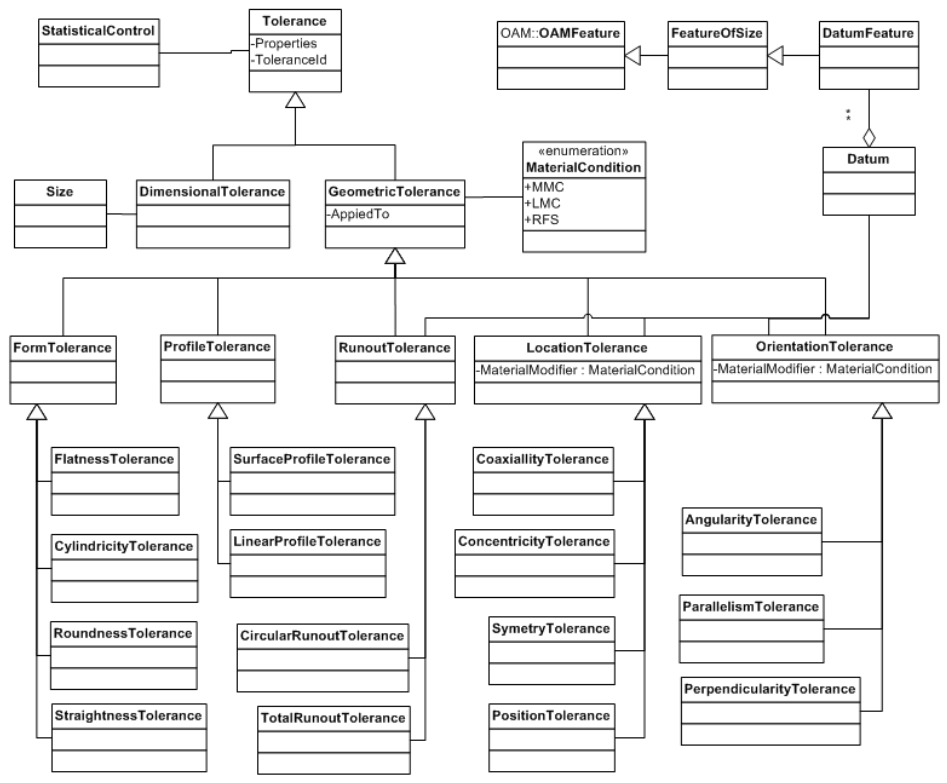 StatisticalControl
Tolerance
-Properties
-ToleranceId
OAM::OAMFeature
FeatureOfSize
DatumFeature
*
*
Datum
Size
DimensionalTolerance
GeometricTolerance
-AppiedTo
«enumeration»
MaterialCondition
+MMC
+LMC
+RFS
FormTolerance
ProfileTolerance
RunoutTolerance
LocationTolerance
-MaterialModifier : MaterialCondition
OrientationTolerance
-MaterialModifier : MaterialCondition
FlatnessTolerance
SurfaceProfileTolerance
CoaxiallityTolerance
AngularityTolerance
CylindricityTolerance
LinearProfileTolerance
ConcentricityTolerance
ParallelismTolerance
RoundnessTolerance
CircularRunoutTolerance
SymetryTolerance
PerpendicularityTolerance
StraightnessTolerance
TotalRunoutTolerance
PositionTolerance